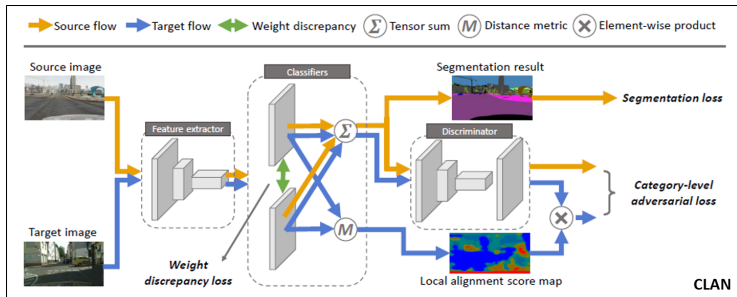 Source flow Target flow Weight discrepancy Σ Tensor sum M Distance metric × Element-wise product
Source image
Classifiers
Segmentation result
Segmentation loss
Feature extractor
Σ
Discriminator
Category-level
adversarial loss
×
M
Target image
Weight
discrepancy loss
Local alignment score map
CLAN